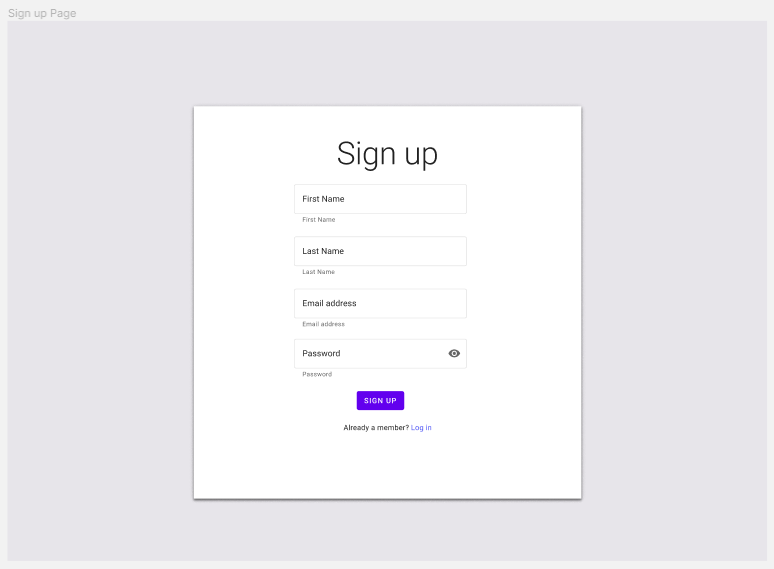 Sign up Page
Sign up
First Name
First Name
Last Name
Last Name
Email address
Email address
Password
Password
SIGN UP
Already a member? Log in